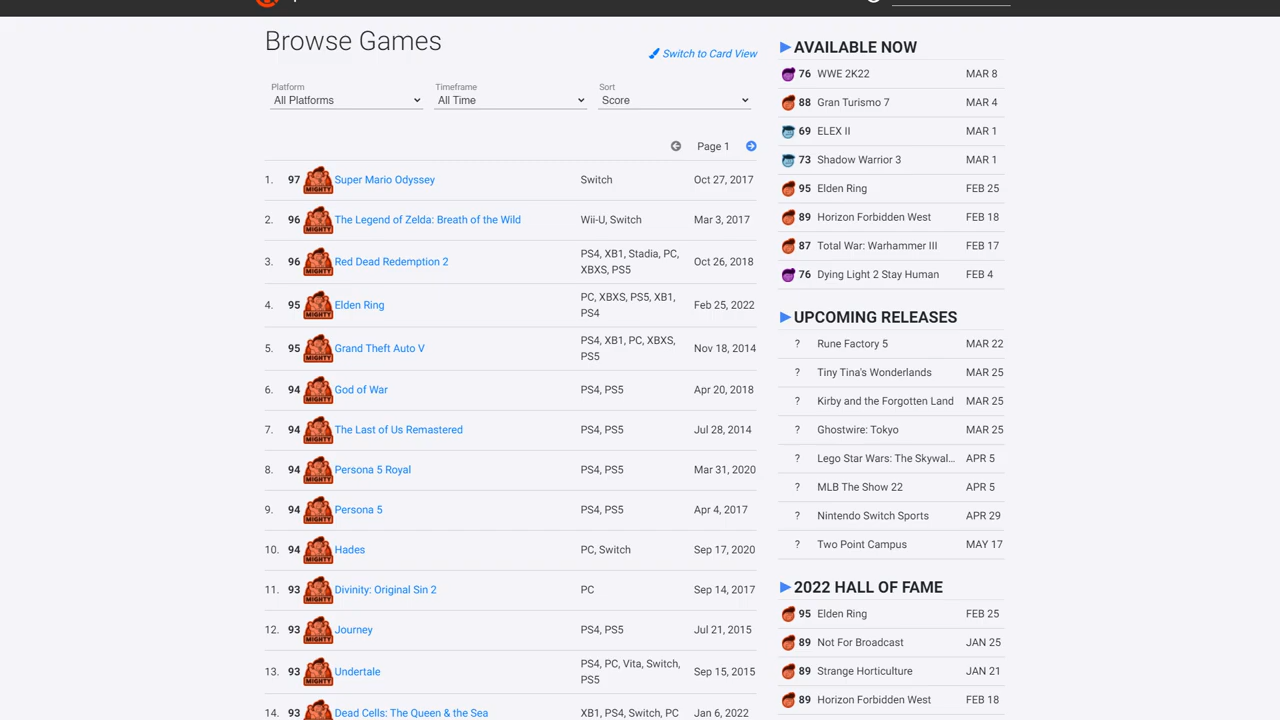 Browse Games
Switch to Card View
Platform
All Platforms
Timeframe
All Time
Sort
Score
Page 1
1. 97 MIGHTY Super Mario Odyssey Switch Oct 27, 2017
2. 96 MIGHTY The Legend of Zelda: Breath of the Wild Wii-U, Switch Mar 3, 2017
3. 96 MIGHTY Red Dead Redemption 2 PS4, XB1, Stadia, PC, Oct 26, 2018
XBXS, PS5
4. 95 MIGHTY Elden Ring PC, XBXS, PS5, XB1, Feb 25, 2022
PS4
5. 95 MIGHTY Grand Theft Auto V PS4, XB1, PC, XBXS, Nov 18, 2014
PS5
6. 94 MIGHTY God of War PS4, PS5 Apr 20, 2018
7. 94 MIGHTY The Last of Us Remastered PS4, PS5 Jul 28, 2014
8. 94 MIGHTY Persona 5 Royal PS4, PS5 Mar 31, 2020
9. 94 MIGHTY Persona 5 PS4, PS5 Apr 4, 2017
10. 94 MIGHTY Hades PC, Switch Sep 17, 2020
11. 93 MIGHTY Divinity: Original Sin 2 PC Sep 14, 2017
12. 93 MIGHTY Journey PS4, PS5 Jul 21, 2015
13. 93 MIGHTY Undertale PS4, PC, Vita, Switch, Sep 15, 2015
PS5
14. 93 Dead Cells: The Queen & the Sea XB1, PS4, Switch, PC Jan 6, 2022
AVAILABLE NOW
76 WWE 2K22 MAR 8
88 Gran Turismo 7 MAR 4
69 ELEX II MAR 1
73 Shadow Warrior 3 MAR 1
95 Elden Ring FEB 25
89 Horizon Forbidden West FEB 18
87 Total War: Warhammer III FEB 17
76 Dying Light 2 Stay Human FEB 4
UPCOMING RELEASES
? Rune Factory 5 MAR 22
? Tiny Tina's Wonderlands MAR 25
? Kirby and the Forgotten Land MAR 25
? Ghostwire: Tokyo MAR 25
? Lego Star Wars: The Skywal... APR 5
? MLB The Show 22 APR 5
? Nintendo Switch Sports APR 29
? Two Point Campus MAY 17
2022 HALL OF FAME
95 Elden Ring FEB 25
89 Not For Broadcast JAN 25
89 Strange Horticulture JAN 21
89 Horizon Forbidden West FEB 18